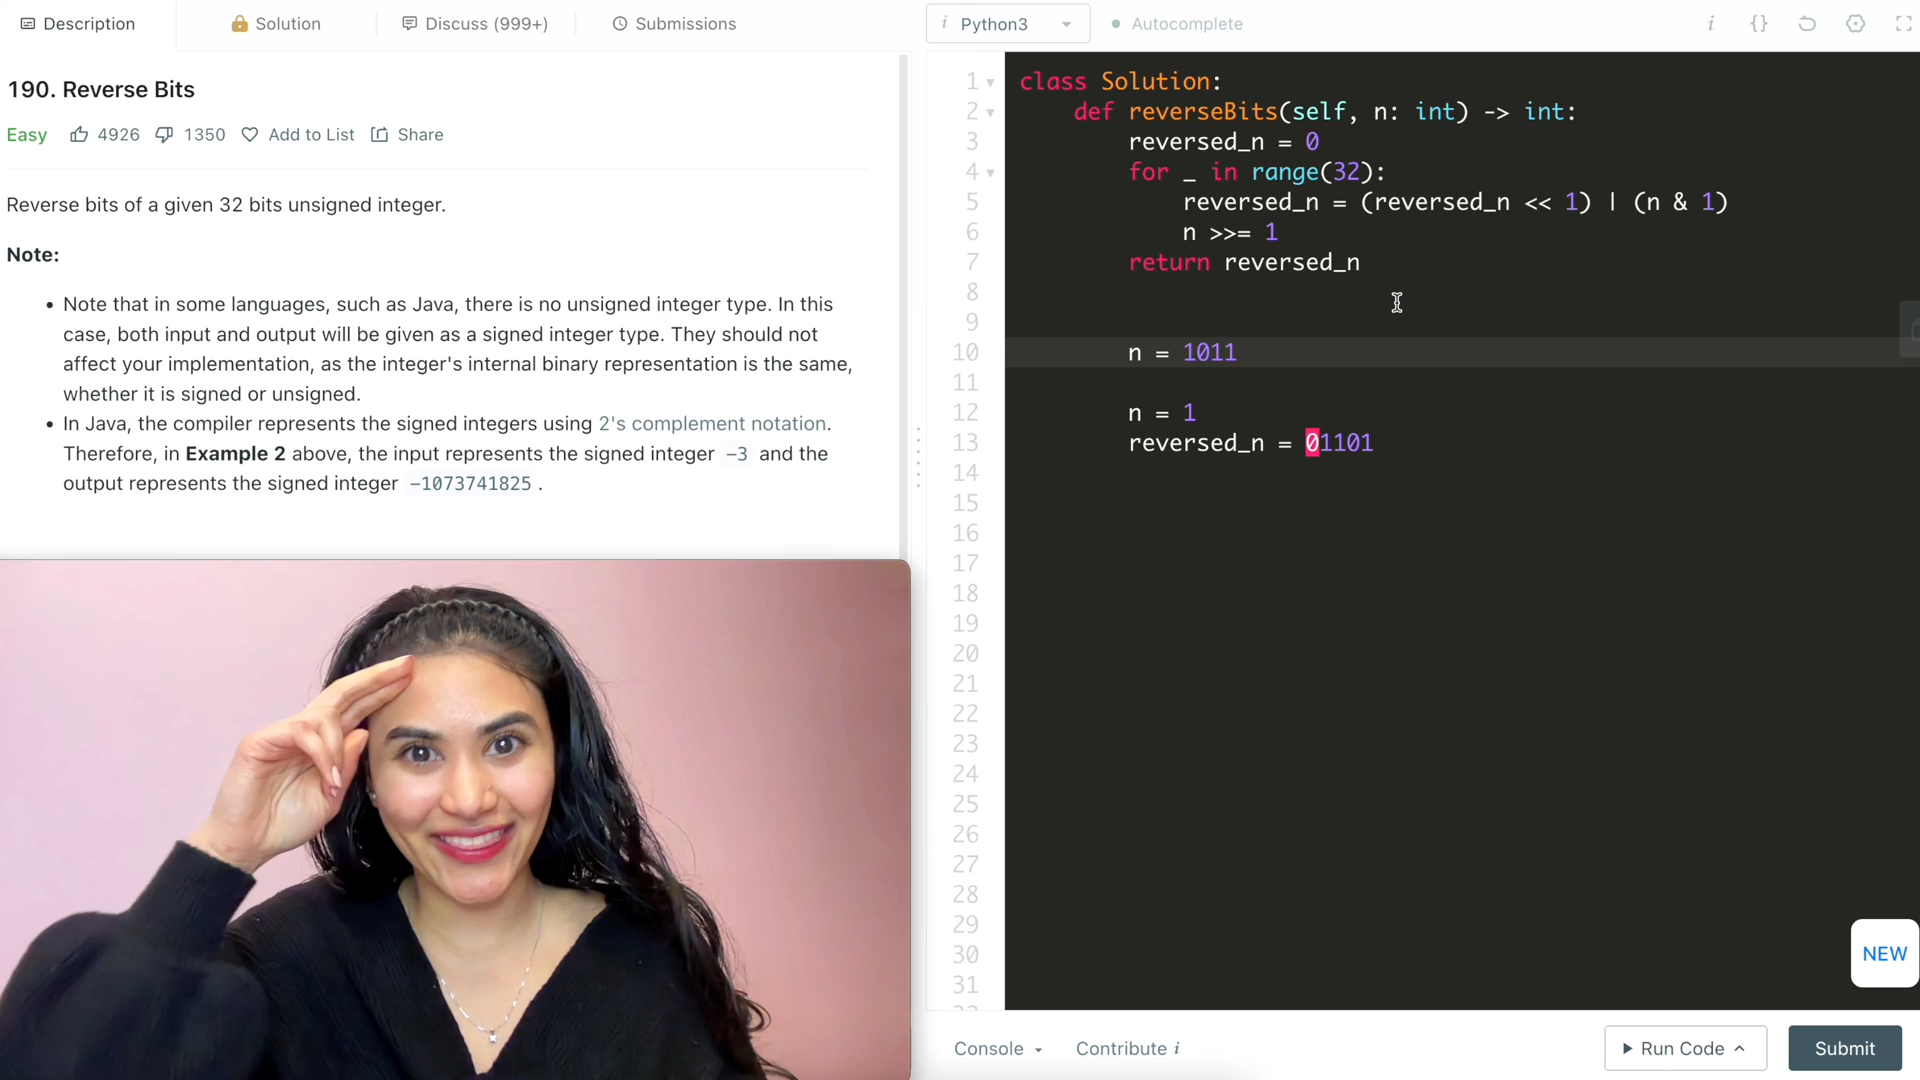 Description
Solution
Discuss (999+)
Submissions
190. Reverse Bits
Easy 4926 1350 Add to List Share
Reverse bits of a given 32 bits unsigned integer.
Note:
• Note that in some languages, such as Java, there is no unsigned integer type. In this
case, both input and output will be given as a signed integer type. They should not
affect your implementation, as the integer's internal binary representation is the same,
whether it is signed or unsigned.
• In Java, the compiler represents the signed integers using 2's complement notation.
Therefore, in Example 2 above, the input represents the signed integer -3 and the
output represents the signed integer -1073741825 .
i Python3
Autocomplete
i {}
1 class Solution:
2 def reverseBits(self, n: int) -> int:
3 reversed_n = 0
4 for _ in range(32):
5 reversed_n = (reversed_n << 1) | (n & 1)
6 n >>= 1
7 return reversed_n
8
9
10 n = 1011
11
12 n = 1
13 reversed_n = 01101
14
15
16
17
18
19
20
21
22
23
24
25
26
27
28
29
30
31
NEW
Console
Contribute i
Run Code
Submit